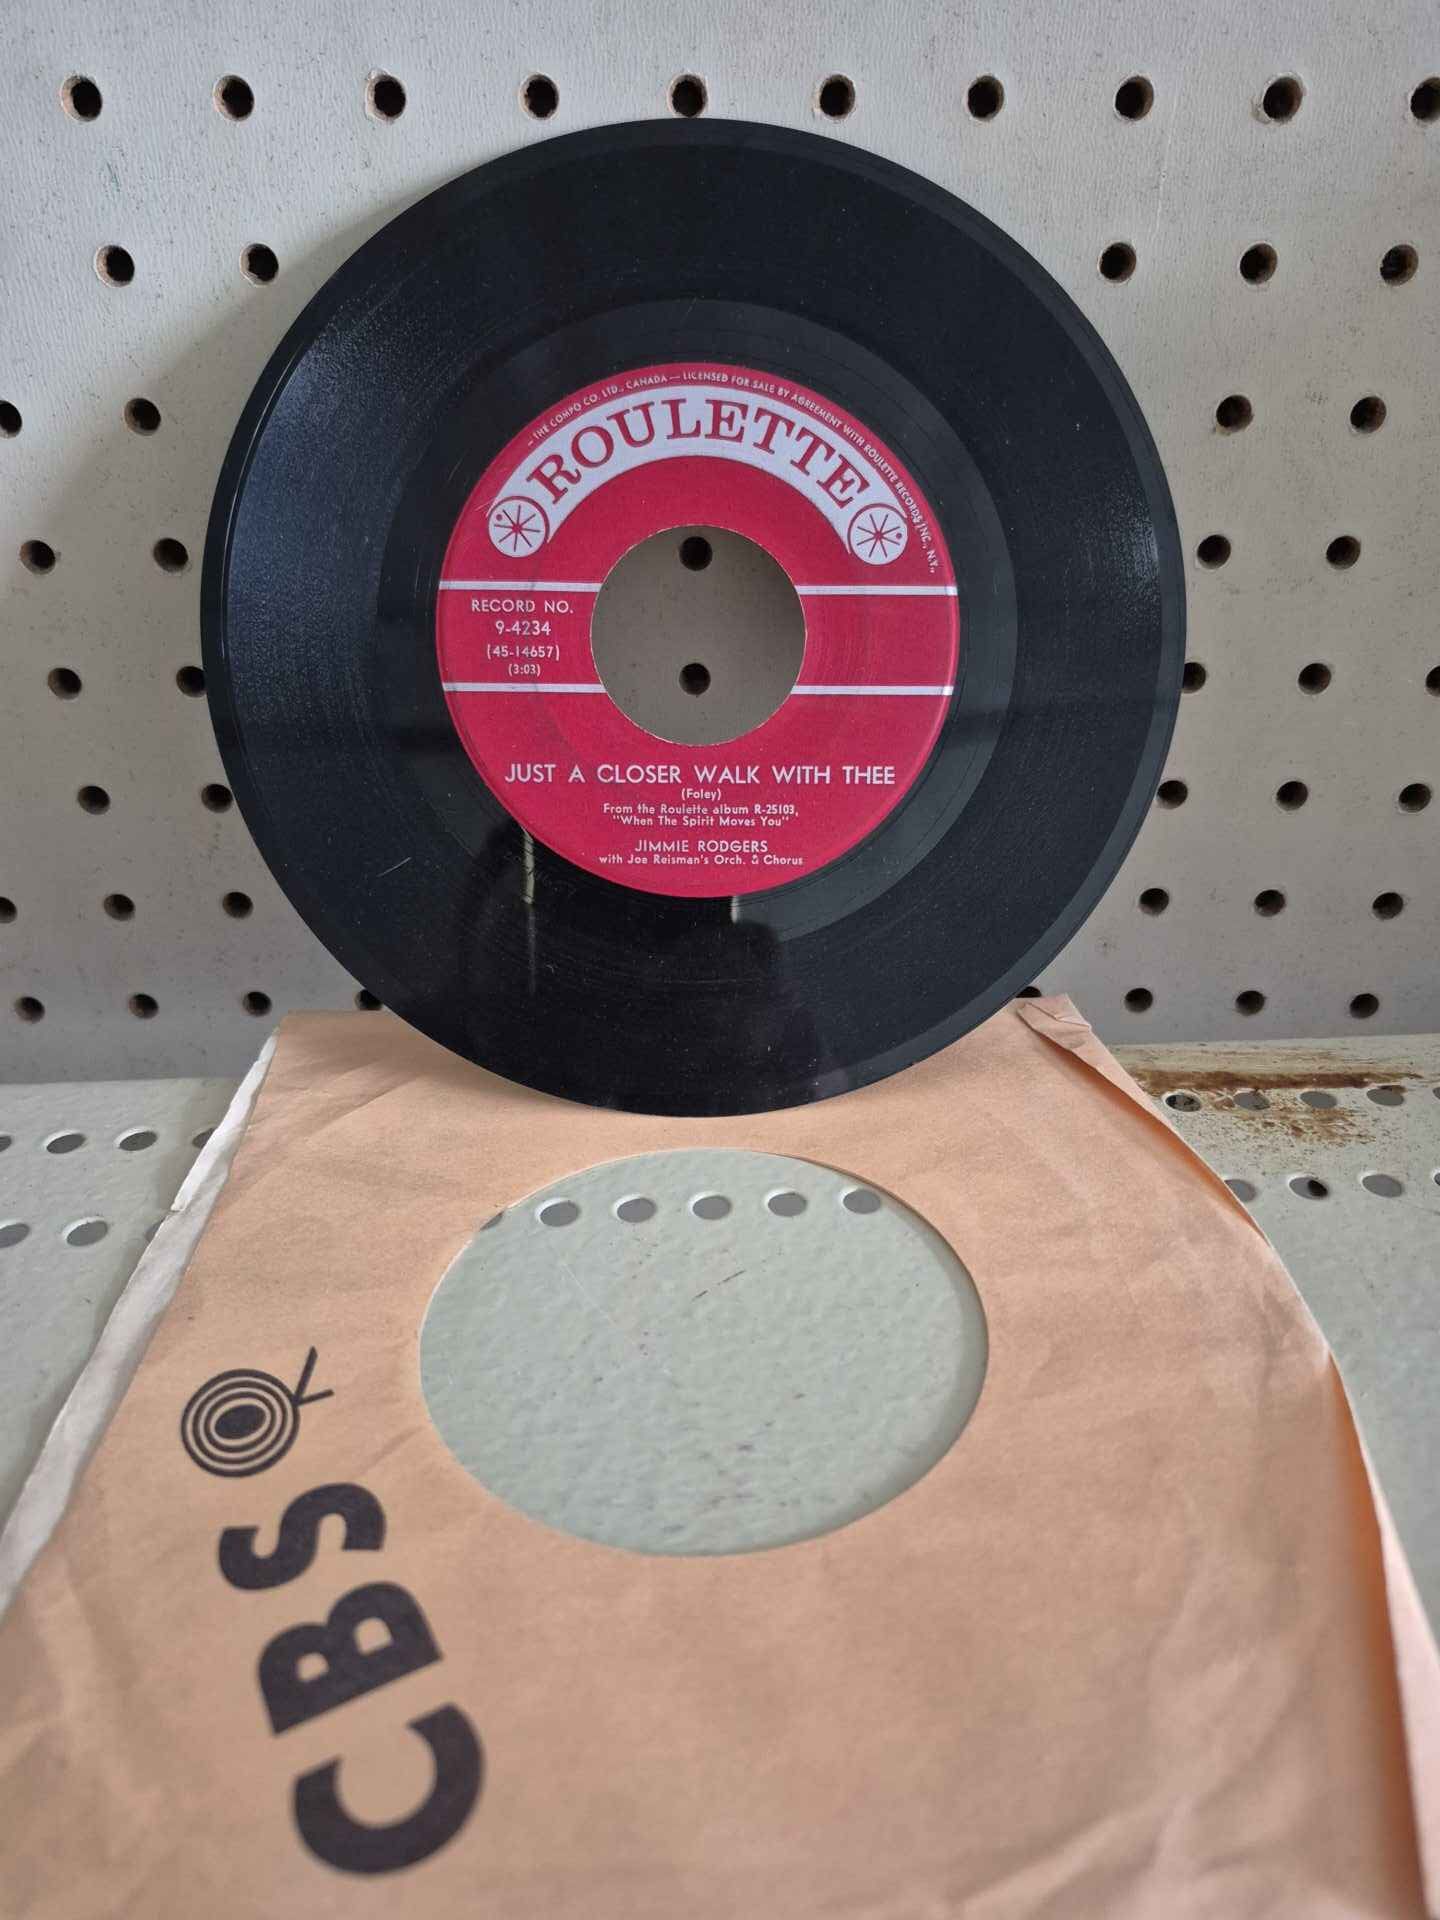 - THE COMPO CO. LTD., CANADA — LICENSED FOR SALE BY AGREEMENT WITH ROULETTE RECORDS INC., N.Y.,
ROULETTE
RECORD NO.
9-4234
(45-14657)
(3:03)
JUST A CLOSER WALK WITH THEE
(Foley)
From the Roulette album R-25103,
"When The Spirit Moves You"
JIMMIE RODGERS
with Joe Reisman's Orch. & Chorus
CBS